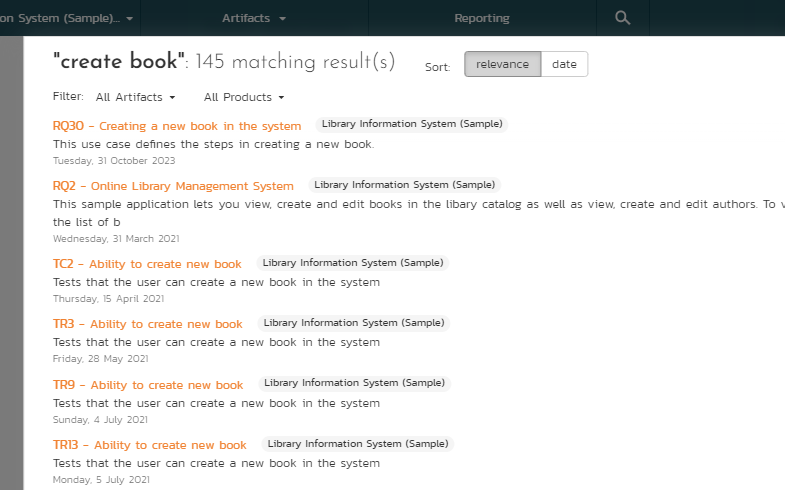 on System (Sample)...
Artifacts
Reporting
"create book": 145 matching result(s)
Sort: relevance date
Filter: All Artifacts All Products
RQ30 - Creating a new book in the system Library Information System (Sample)
This use case defines the steps in creating a new book.
Tuesday, 31 October 2023
RQ2 - Online Library Management System Library Information System (Sample)
This sample application lets you view, create and edit books in the libary catalog as well as view, create and edit authors. To v
the list of b
Wednesday, 31 March 2021
TC2 - Ability to create new book Library Information System (Sample)
Tests that the user can create a new book in the system
Thursday, 15 April 2021
TR3 - Ability to create new book Library Information System (Sample)
Tests that the user can create a new book in the system
Friday, 28 May 2021
TR9 - Ability to create new book Library Information System (Sample)
Tests that the user can create a new book in the system
Sunday, 4 July 2021
TR13 - Ability to create new book Library Information System (Sample)
Tests that the user can create a new book in the system
Monday, 5 July 2021